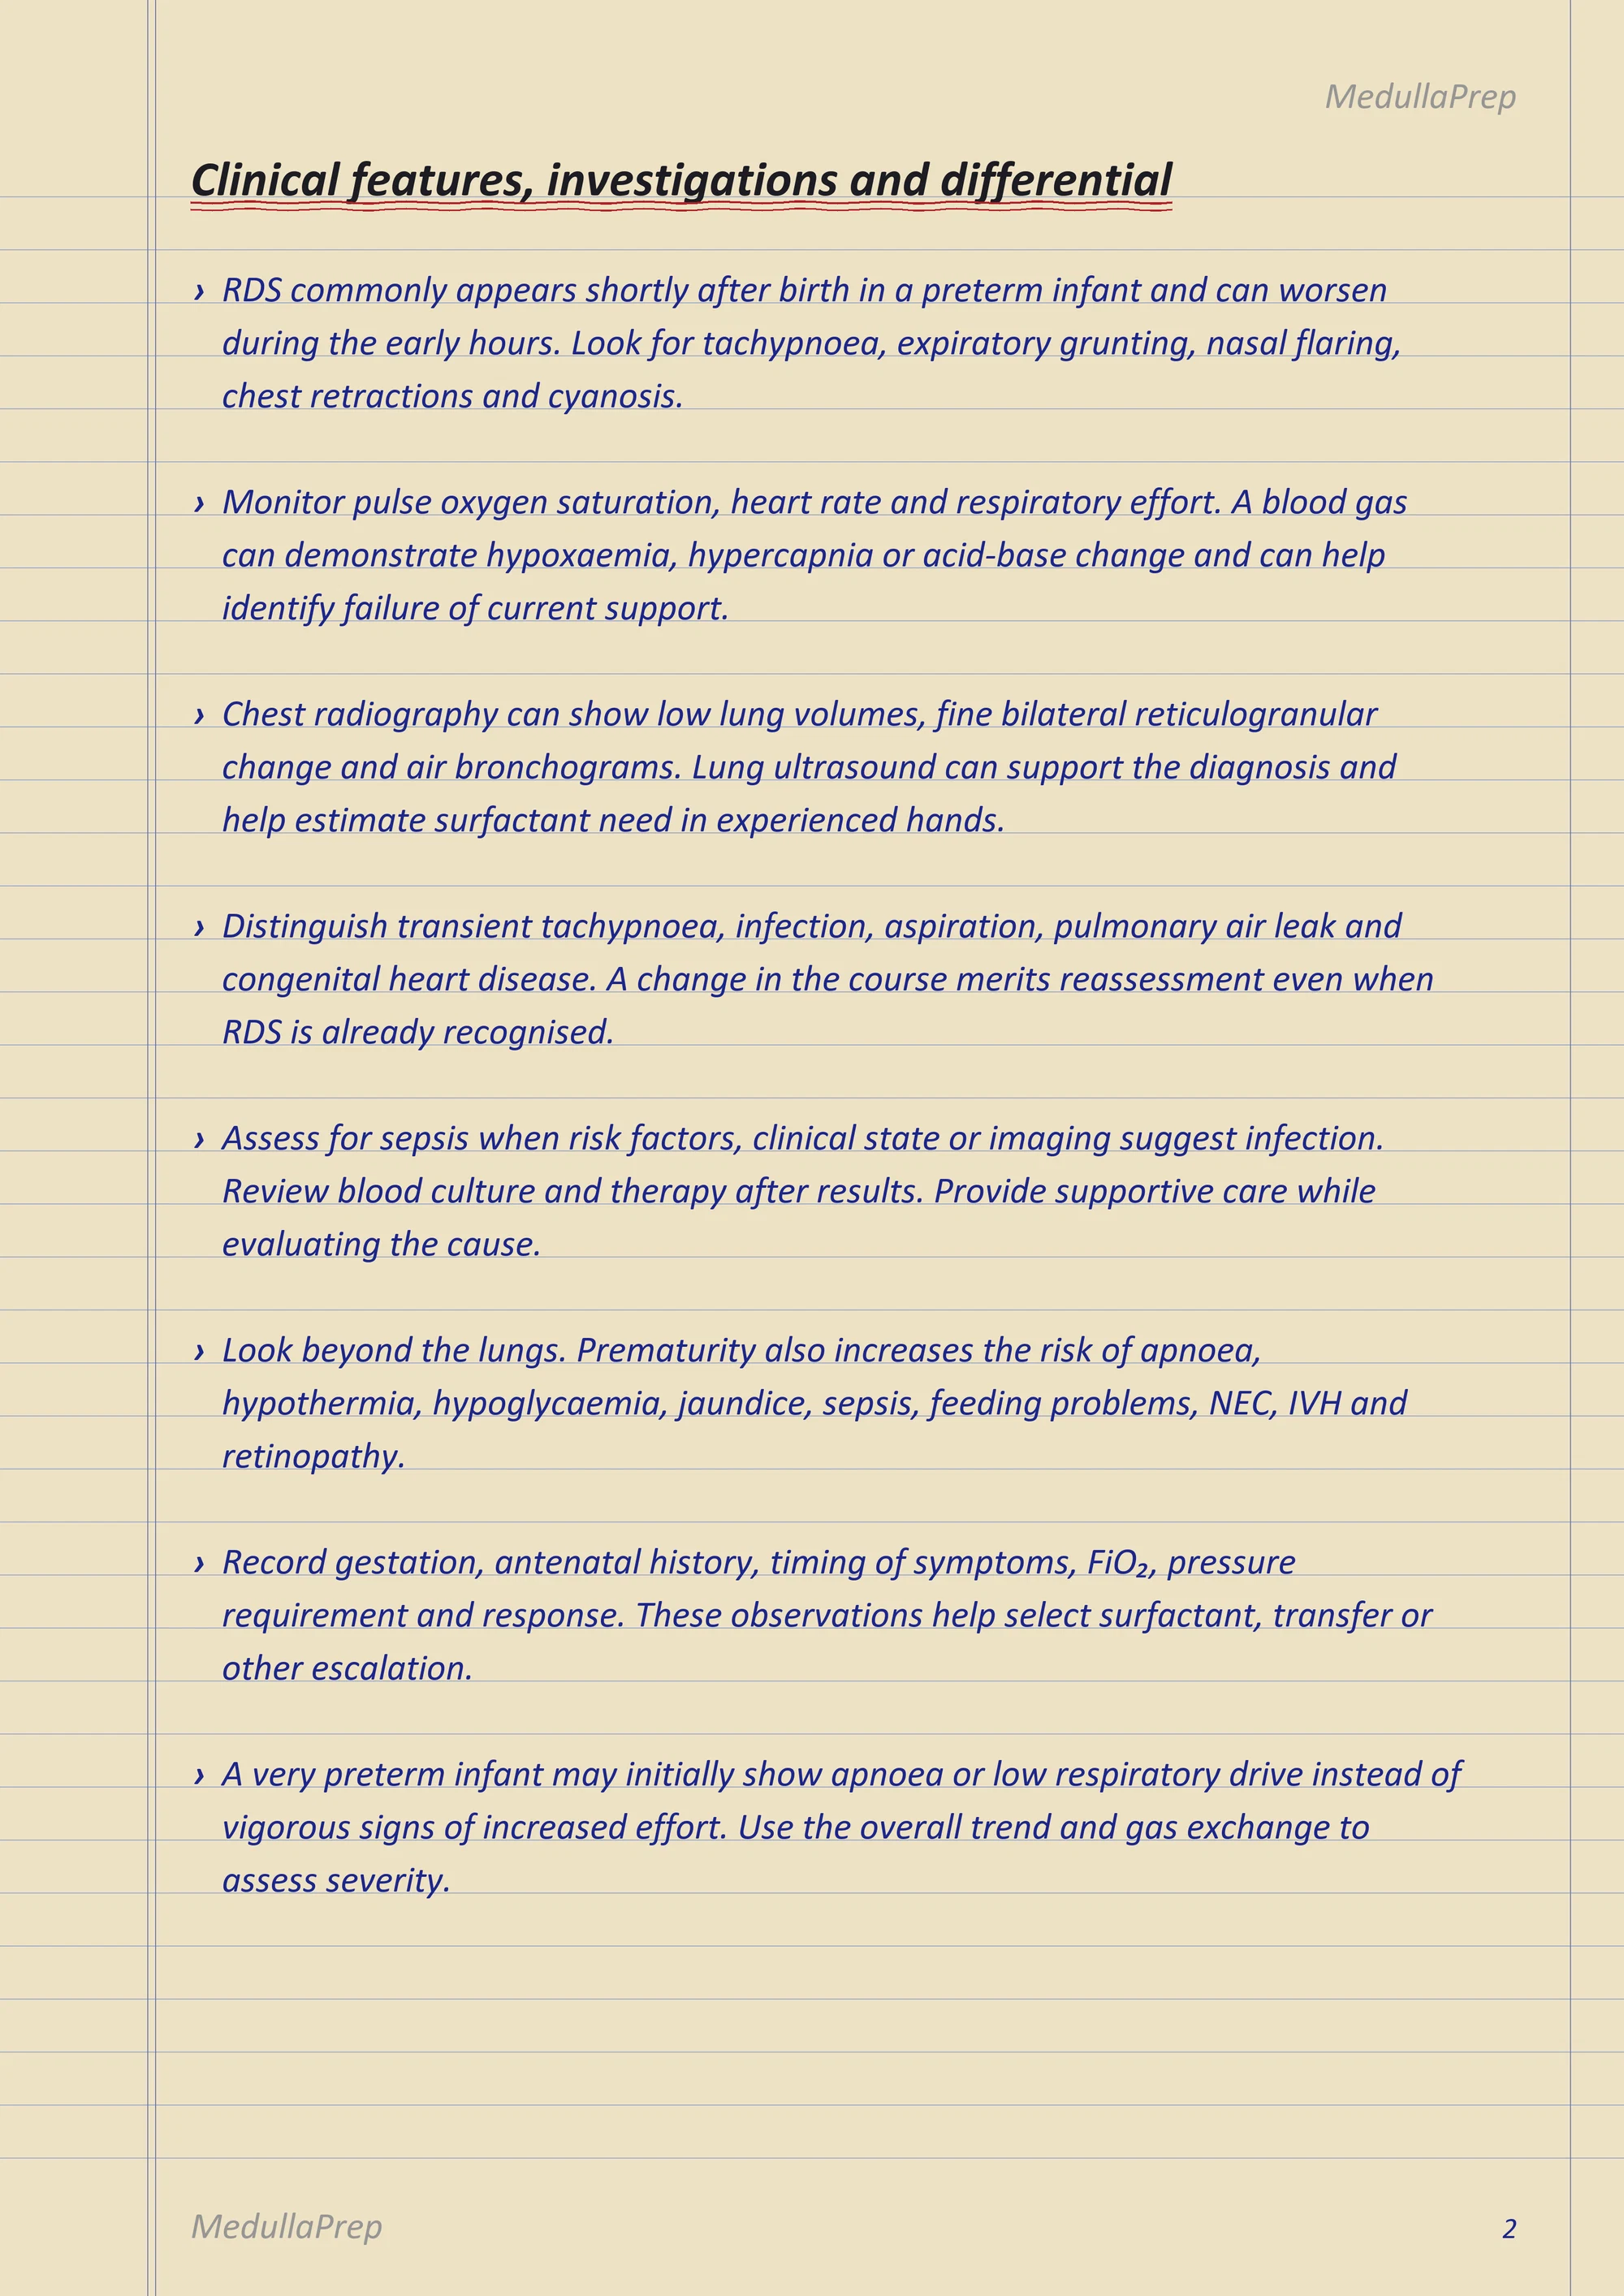 MedullaPrep
Clinical features, investigations and differential
› RDS commonly appears shortly after birth in a preterm infant and can worsen
during the early hours. Look for tachypnoea, expiratory grunting, nasal flaring,
chest retractions and cyanosis.
› Monitor pulse oxygen saturation, heart rate and respiratory effort. A blood gas
can demonstrate hypoxaemia, hypercapnia or acid-base change and can help
identify failure of current support.
› Chest radiography can show low lung volumes, fine bilateral reticulogranular
change and air bronchograms. Lung ultrasound can support the diagnosis and
help estimate surfactant need in experienced hands.
› Distinguish transient tachypnoea, infection, aspiration, pulmonary air leak and
congenital heart disease. A change in the course merits reassessment even when
RDS is already recognised.
› Assess for sepsis when risk factors, clinical state or imaging suggest infection.
Review blood culture and therapy after results. Provide supportive care while
evaluating the cause.
› Look beyond the lungs. Prematurity also increases the risk of apnoea,
hypothermia, hypoglycaemia, jaundice, sepsis, feeding problems, NEC, IVH and
retinopathy.
› Record gestation, antenatal history, timing of symptoms, FiO₂, pressure
requirement and response. These observations help select surfactant, transfer or
other escalation.
› A very preterm infant may initially show apnoea or low respiratory drive instead of
vigorous signs of increased effort. Use the overall trend and gas exchange to
assess severity.
MedullaPrep
2